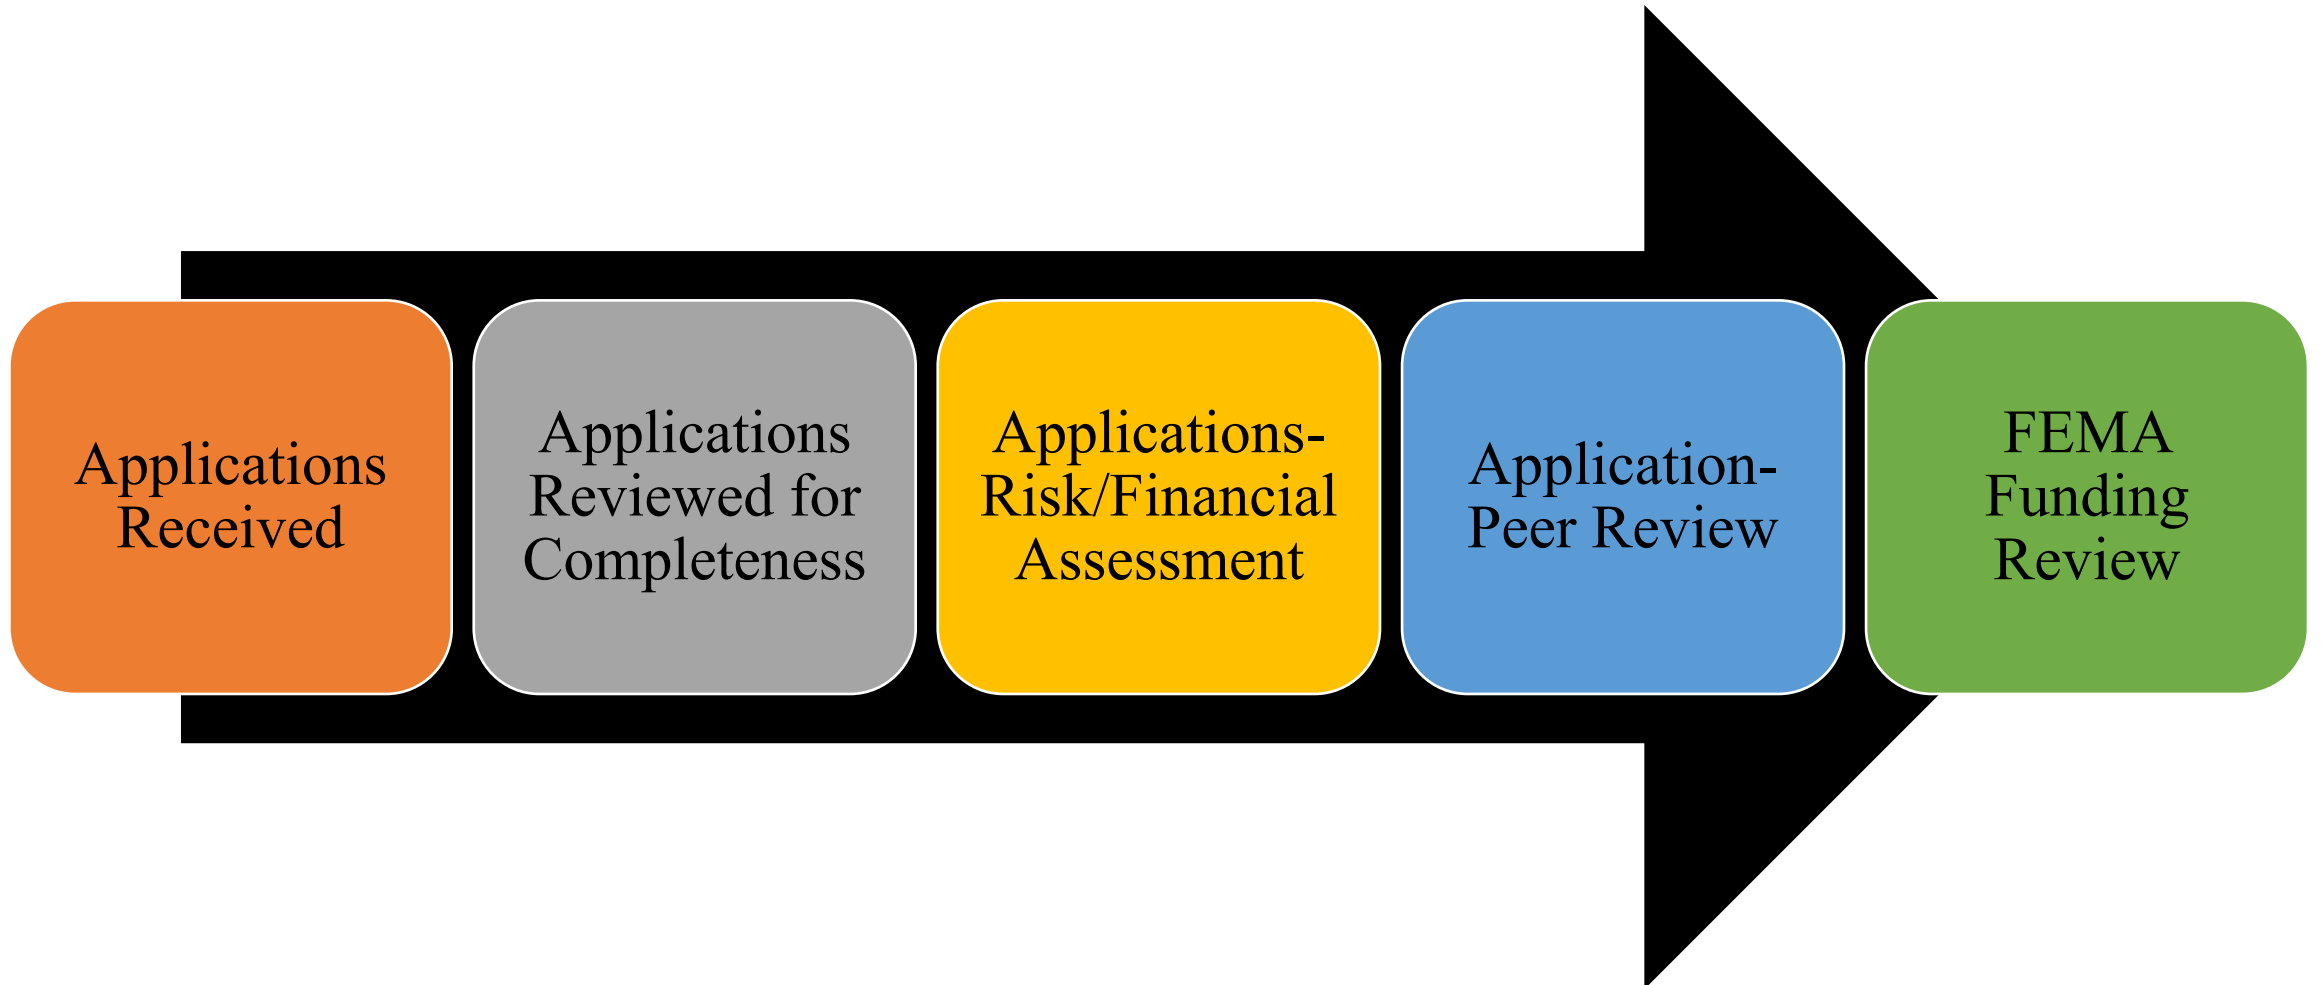 Applications
Received
Applications
Reviewed for
Completeness
Applications-
Risk/Financial
Assessment
Application-
Peer Review
FEMA
Funding
Review